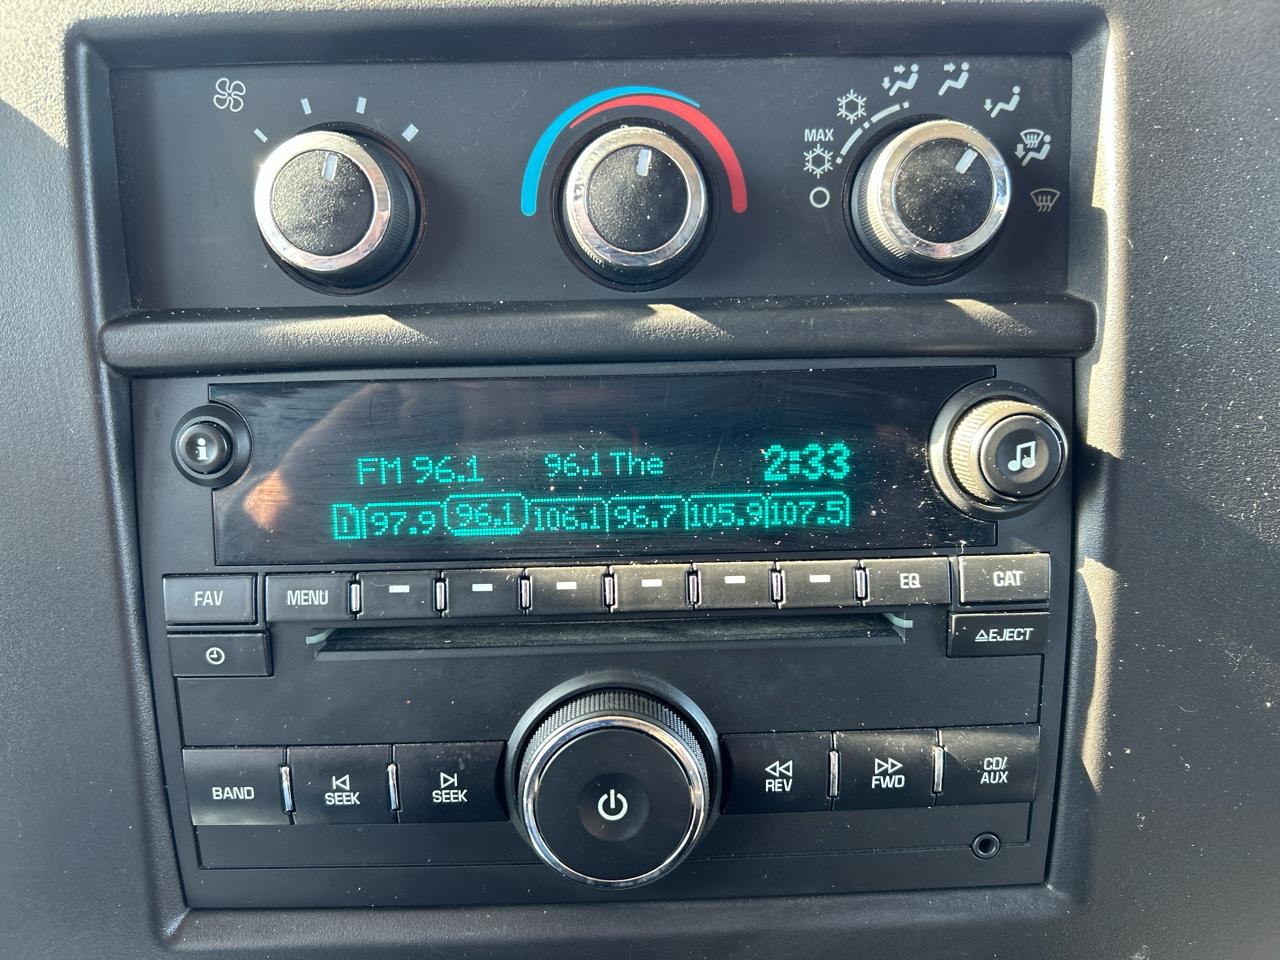 MAX
FM 96.1 96.1 The 2:33
D 97.9 96.1 106.1 96.7 105.9 107.5
i
FAV MENU EQ CAT
EJECT
BAND SEEK SEEK REV FWD CD/
AUX